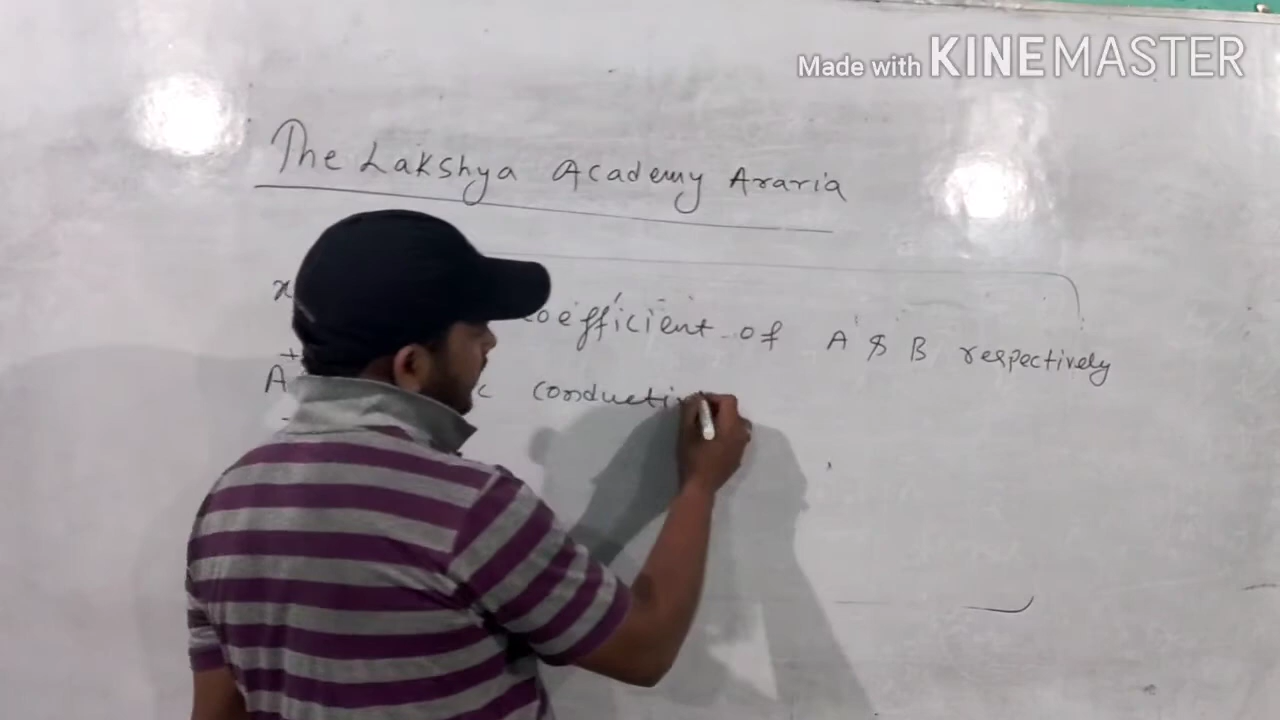 Made with KINEMASTER
The Lakshya Academy Araria
x coefficient of A & B respectively
A c conducti